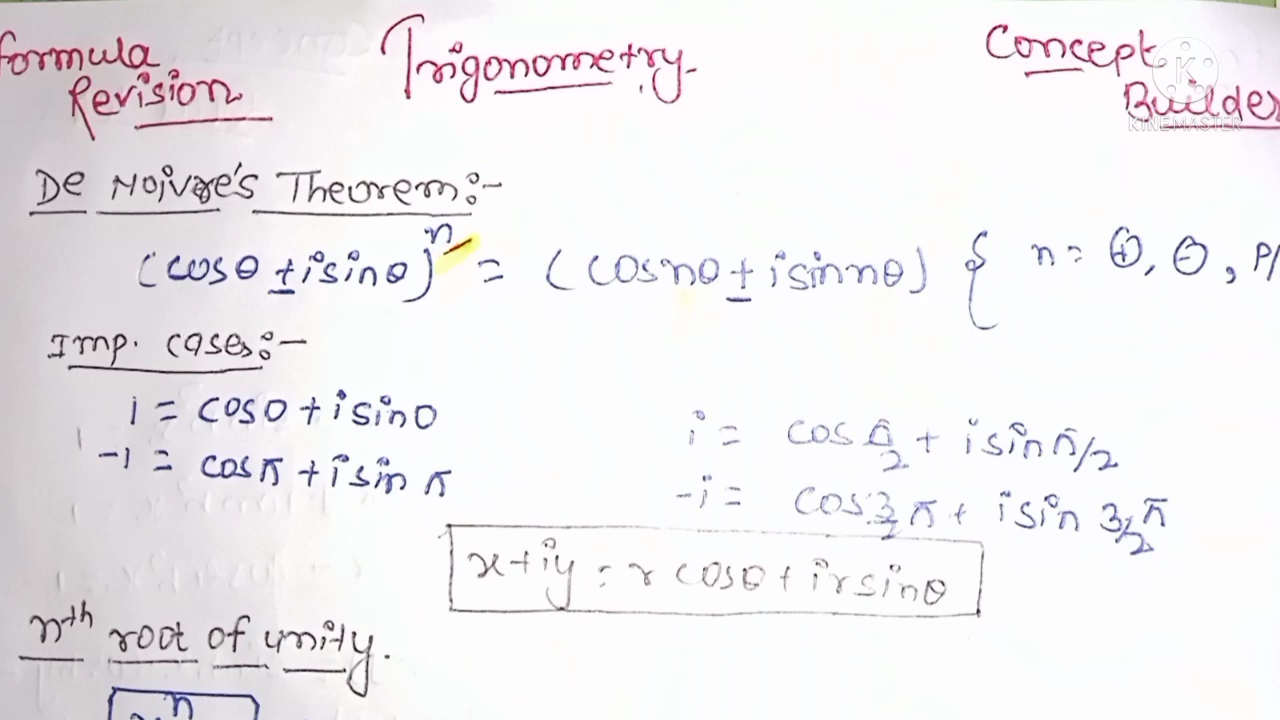 Formula Revision
Trigonometry.
Concept Builder
KINEMASTER
De Moivre's Theorem:-
(cosθ ± isinθ)ⁿ = (cosnθ ± isinnθ) { n = ⊕, ⊖, P/
Imp. cases:-
1 = cos0 + isin0
-1 = cosπ + isin π
i = cos π/2 + isin π/2
-i = cos 3/2 π + isin 3/2 π
x+iy = r cosθ + irsinθ
nᵗʰ root of unity.